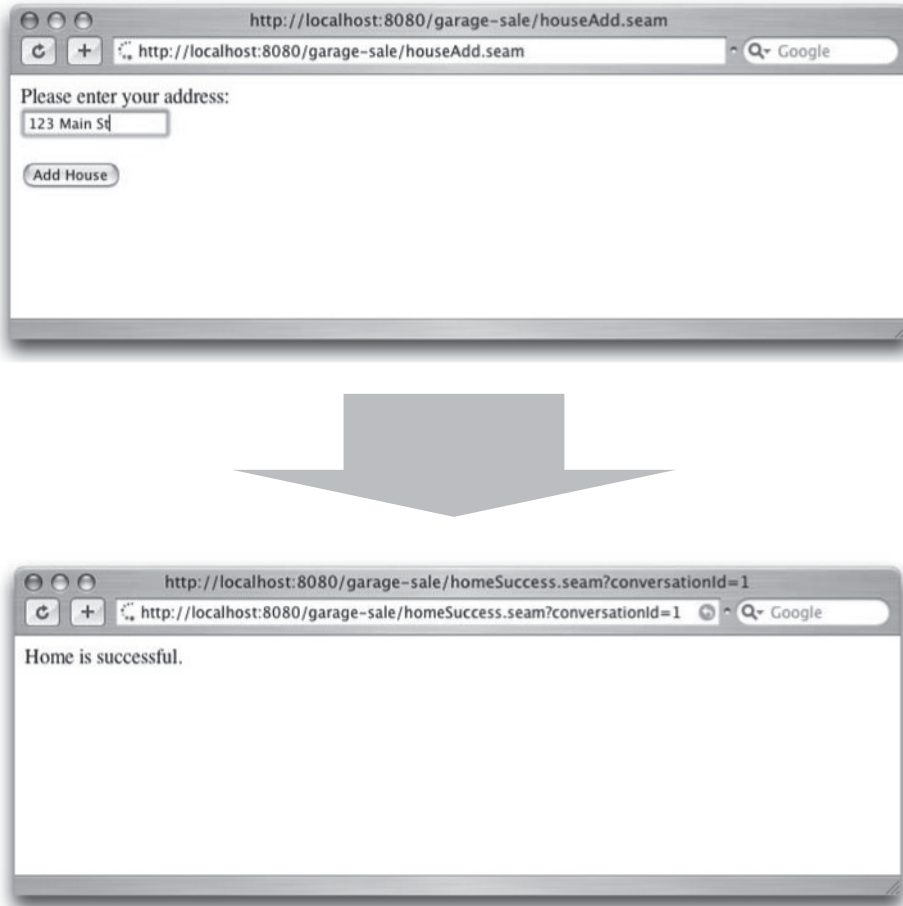 http://localhost:8080/garage-sale/houseAdd.seam
http://localhost:8080/garage-sale/houseAdd.seam Google
Please enter your address:
123 Main St
Add House
http://localhost:8080/garage-sale/homeSuccess.seam?conversationId=1
http://localhost:8080/garage-sale/homeSuccess.seam?conversationId=1 Google
Home is successful.